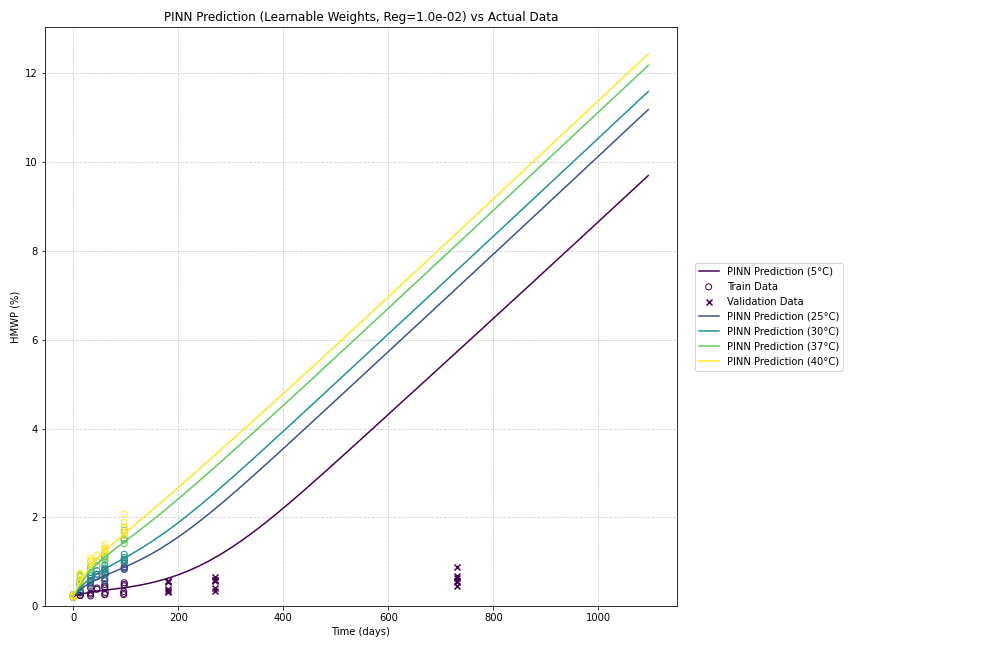 PINN Prediction (Learnable Weights, Reg=1.0e-02) vs Actual Data
HMWP (%)
12
10
8
6
4
2
0
0
200
400
600
800
1000
Time (days)
PINN Prediction (5°C)
Train Data
Validation Data
PINN Prediction (25°C)
PINN Prediction (30°C)
PINN Prediction (37°C)
PINN Prediction (40°C)